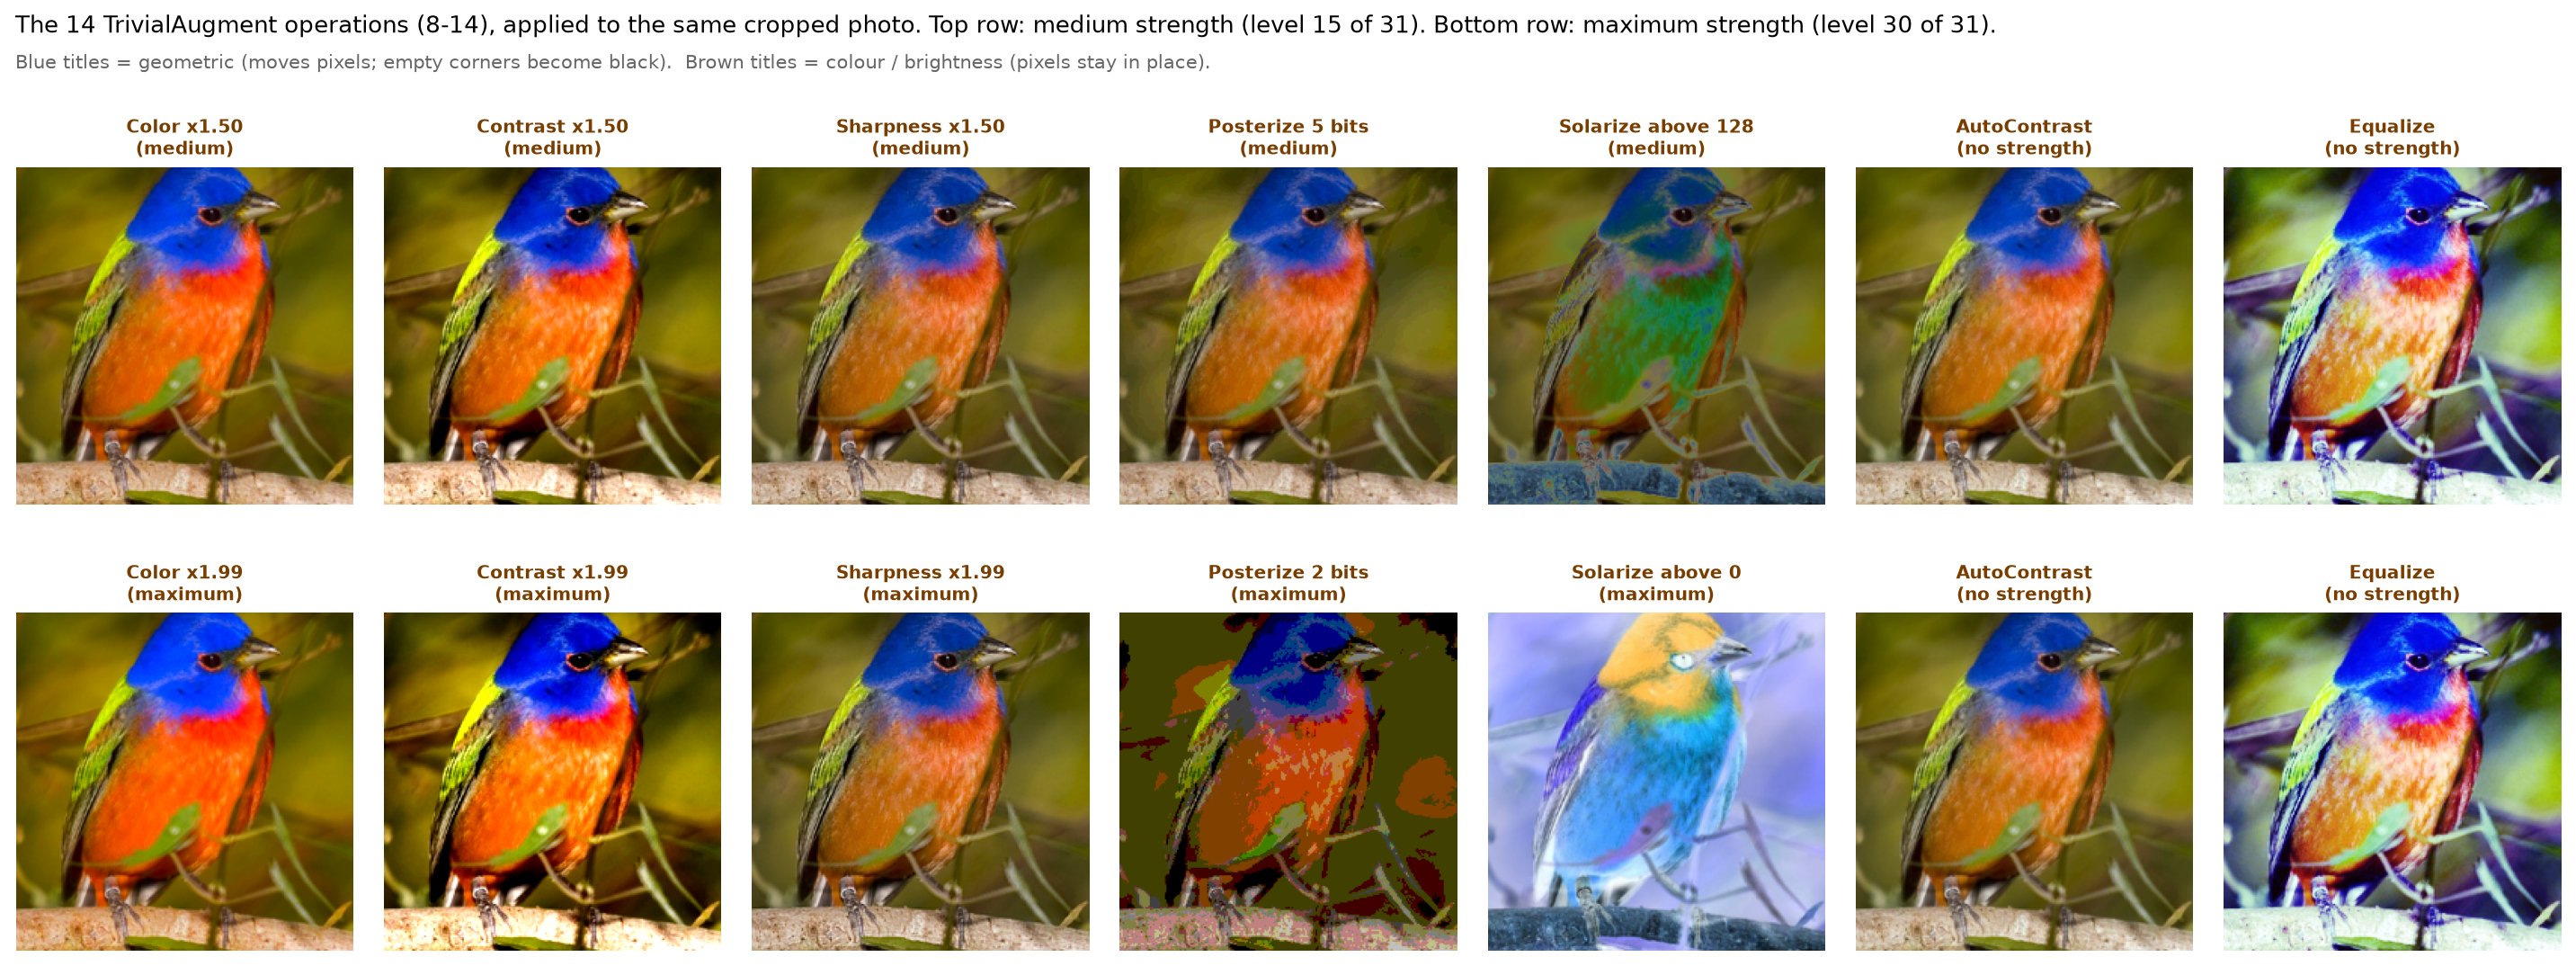 The 14 TrivialAugment operations (8-14), applied to the same cropped photo. Top row: medium strength (level 15 of 31). Bottom row: maximum strength (level 30 of 31).
Blue titles = geometric (moves pixels; empty corners become black).  Brown titles = colour / brightness (pixels stay in place).
Color x1.50
(medium)
Contrast x1.50
(medium)
Sharpness x1.50
(medium)
Posterize 5 bits
(medium)
Solarize above 128
(medium)
AutoContrast
(no strength)
Equalize
(no strength)
Color x1.99
(maximum)
Contrast x1.99
(maximum)
Sharpness x1.99
(maximum)
Posterize 2 bits
(maximum)
Solarize above 0
(maximum)
AutoContrast
(no strength)
Equalize
(no strength)